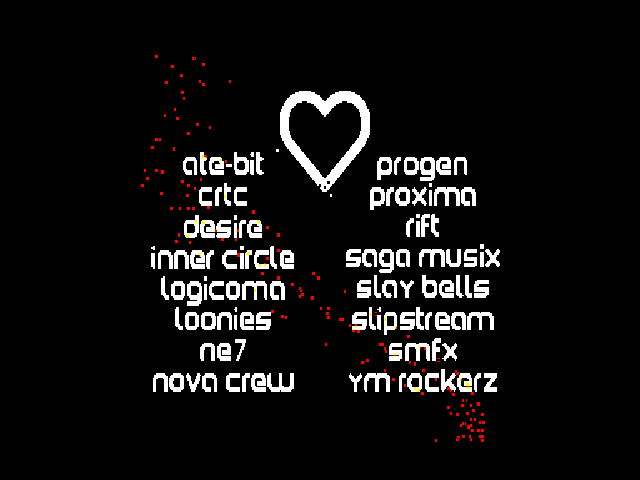 ate-bit
crtc
desire
inner circle
logicoma
loonies
ne7
nova crew
progen
proxima
rift
saga musix
slay bells
slipstream
smfx
ym rockerz